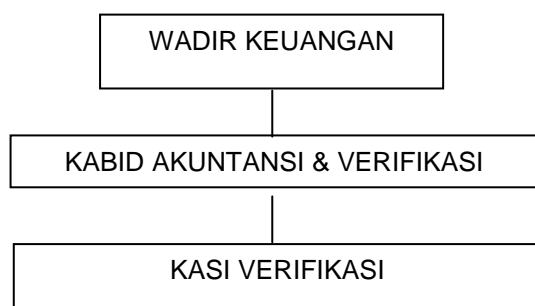 WADIR KEUANGAN
KABID AKUNTANSI & VERIFIKASI
KASI VERIFIKASI